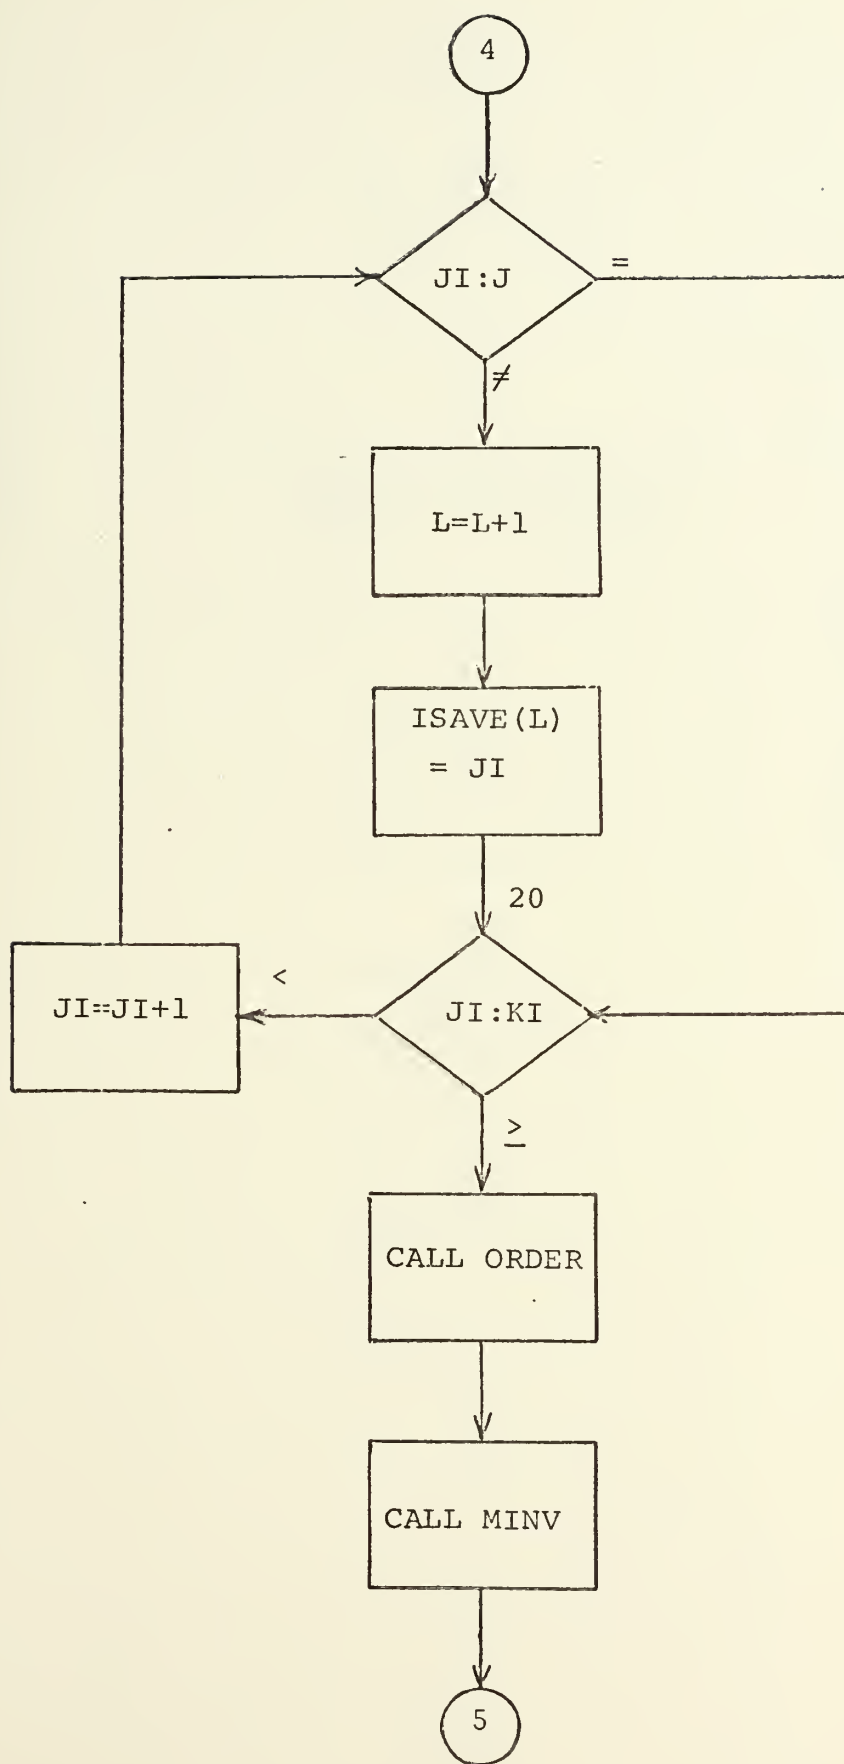 4
JI:J
=
≠
L=L+1
ISAVE(L)
= JI
20
JI:KI
<
JI=JI+1
≥
CALL ORDER
CALL MINV
5